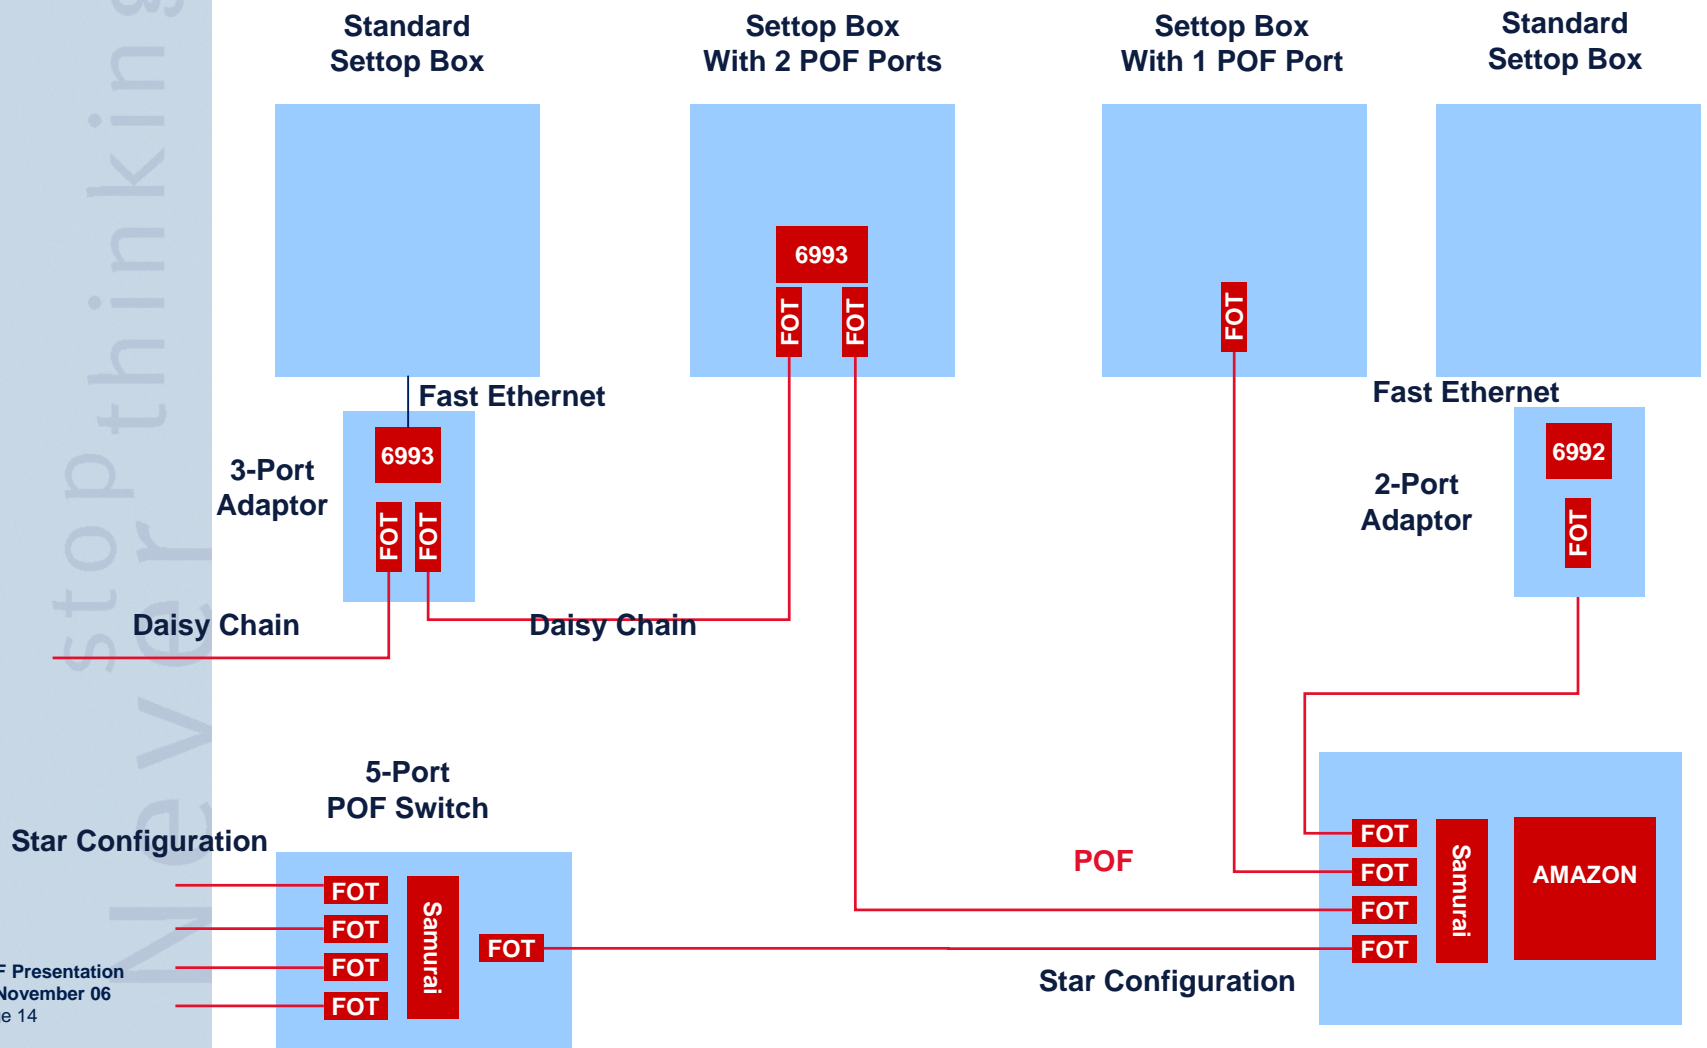 Never
stop thinking
Standard
Settop Box
Settop Box
With 2 POF Ports
Settop Box
With 1 POF Port
Standard
Settop Box
6993
FOT
FOT
FOT
Fast Ethernet
Fast Ethernet
3-Port
Adaptor
6993
FOT
FOT
2-Port
Adaptor
6992
FOT
Daisy Chain
Daisy Chain
5-Port
POF Switch
Star Configuration
FOT
FOT
FOT
FOT
Samurai
FOT
POF
Star Configuration
FOT
FOT
FOT
FOT
Samurai
AMAZON
Presentation
November 06
14